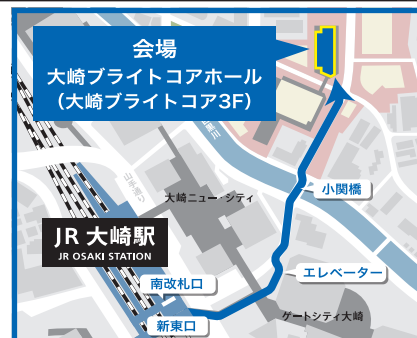 会場
大崎ブライトコアホール
（大崎ブライトコア3F）
山手通り
大崎ニュー・シティ
小関橋
JR 大崎駅
JR OSAKI STATION
南改札口
エレベーター
新東口
ゲートシティ大崎